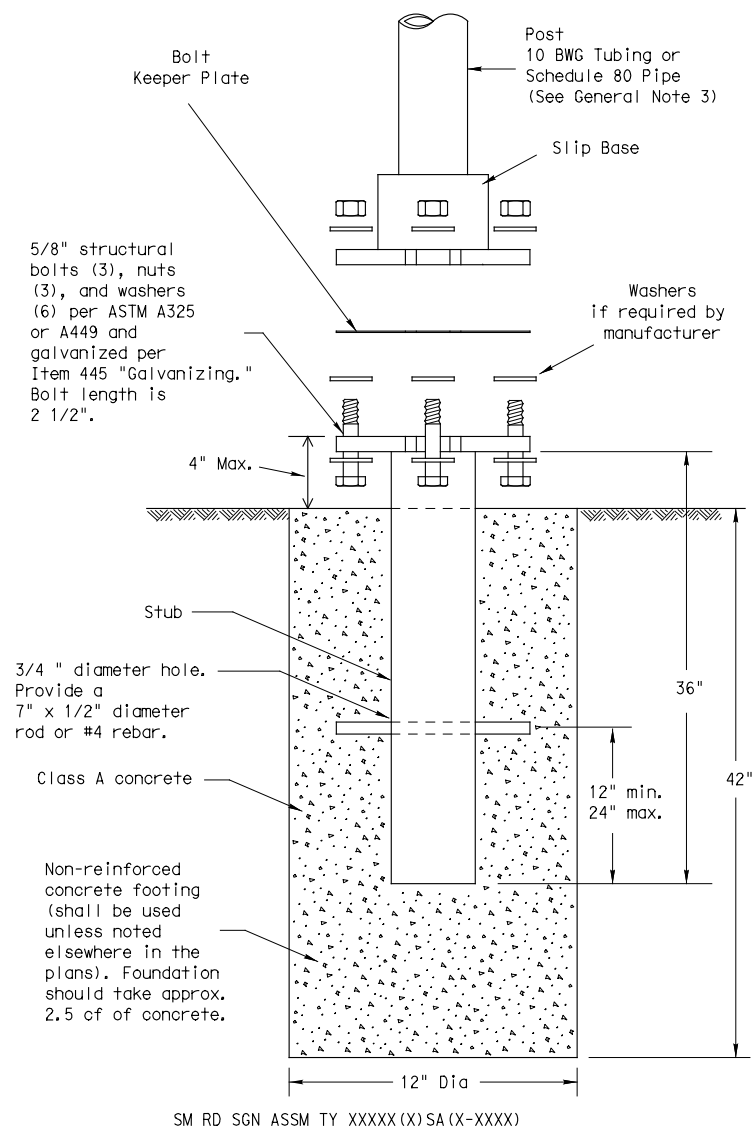 Bolt
Keeper Plate
Post
10 BWG Tubing or
Schedule 80 Pipe
(See General Note 3)
Slip Base
5/8" structural
bolts (3), nuts
(3), and washers
(6) per ASTM A325
or A449 and
galvanized per
Item 445 "Galvanizing."
Bolt length is
2 1/2".
Washers
if required by
manufacturer
4" Max.
Stub
3/4 " diameter hole.
Provide a
7" x 1/2" diameter
rod or #4 rebar.
36"
Class A concrete
12" min.
24" max.
42"
Non-reinforced
concrete footing
(shall be used
unless noted
elsewhere in the
plans). Foundation
should take approx.
2.5 cf of concrete.
12" Dia
SM RD SGN ASSM TY XXXXX(X)SA(X-XXXX)